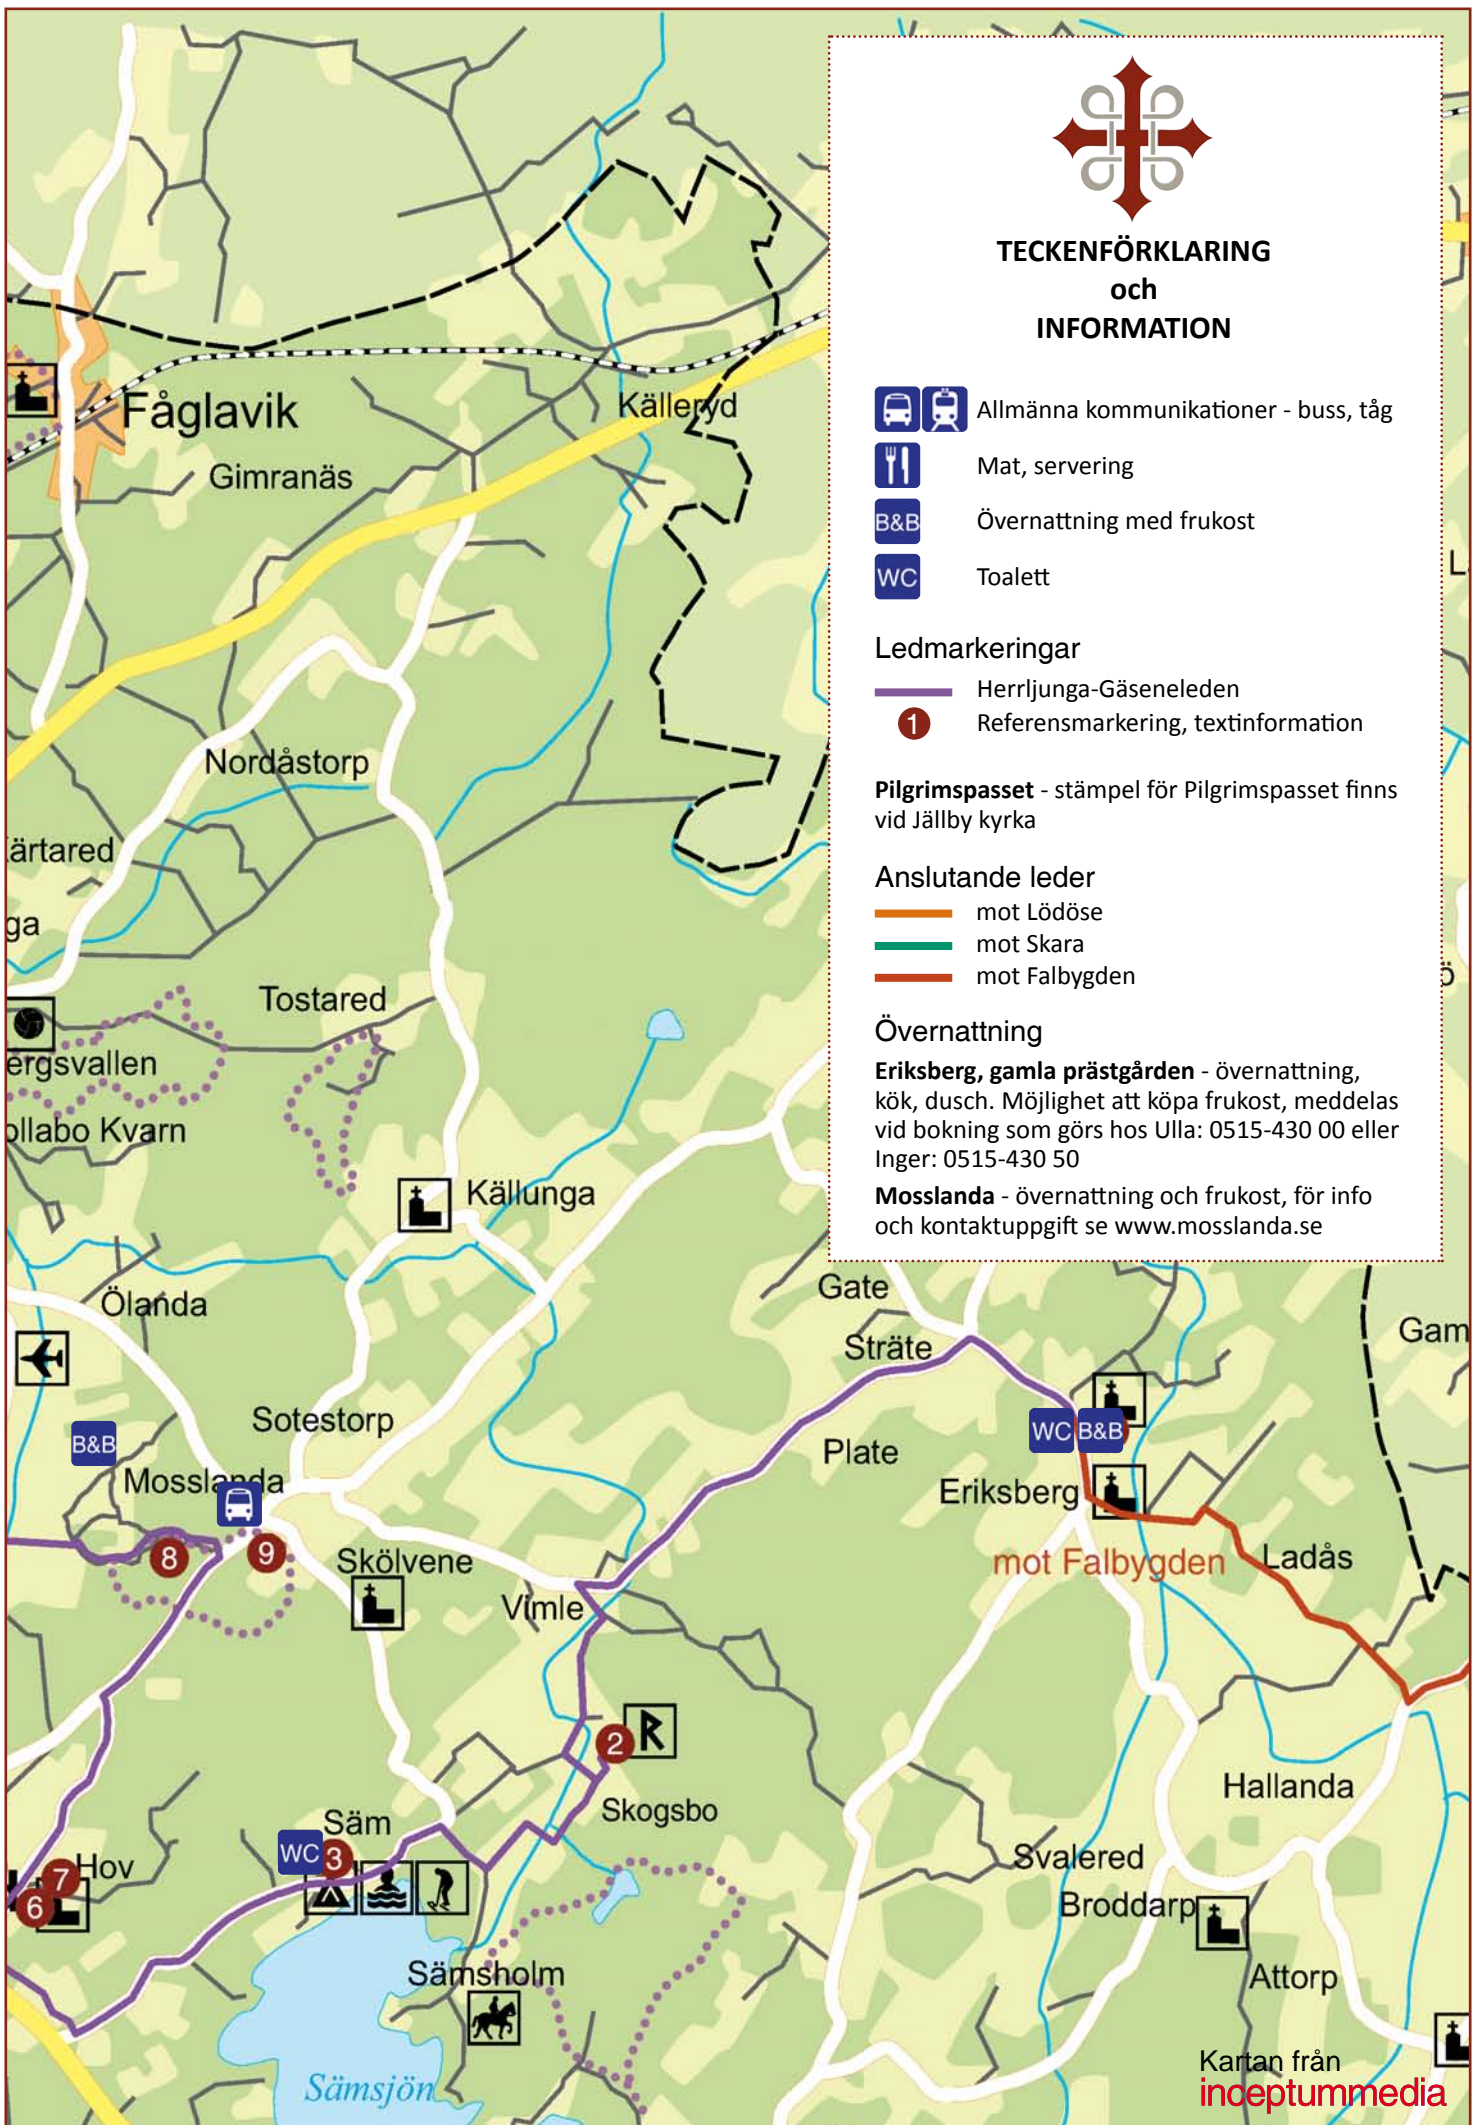 TECKENFÖRKLARING
och
INFORMATION
Allmänna kommunikationer - buss, tåg
Mat, servering
B&B Övernattning med frukost
WC Toalett
Ledmarkeringar
Herrljunga-Gäseneleden
1 Referensmarkering, textinformation
Pilgrimspasset - stämpel för Pilgrimspasset finns
vid Jällby kyrka
Anslutande leder
mot Lödöse
mot Skara
mot Falbygden
Övernattning
Eriksberg, gamla prästgården - övernattning,
kök, dusch. Möjlighet att köpa frukost, meddelas
vid bokning som görs hos Ulla: 0515-430 00 eller
Inger: 0515-430 50
Mosslanda - övernattning och frukost, för info
och kontaktuppgift se www.mosslanda.se
Fåglavik
Källeryd
Gimranäs
Nordåstorp
ärtared
ga
Tostared
ergsvallen
ollabo Kvarn
Källunga
Ölanda
Gate
Gam
Sträte
Sotestorp
B&B
WC B&B
Plate
Mosslanda
Eriksberg
8
9
Skölvene
mot Falbygden
Ladås
Vimle
2
Skogsbo
Hallanda
Säm
WC 3
Svalered
7 Hov
6
Broddarp
Sämsholm
Attorp
Sämsjön
Kartan från
inceptummedia